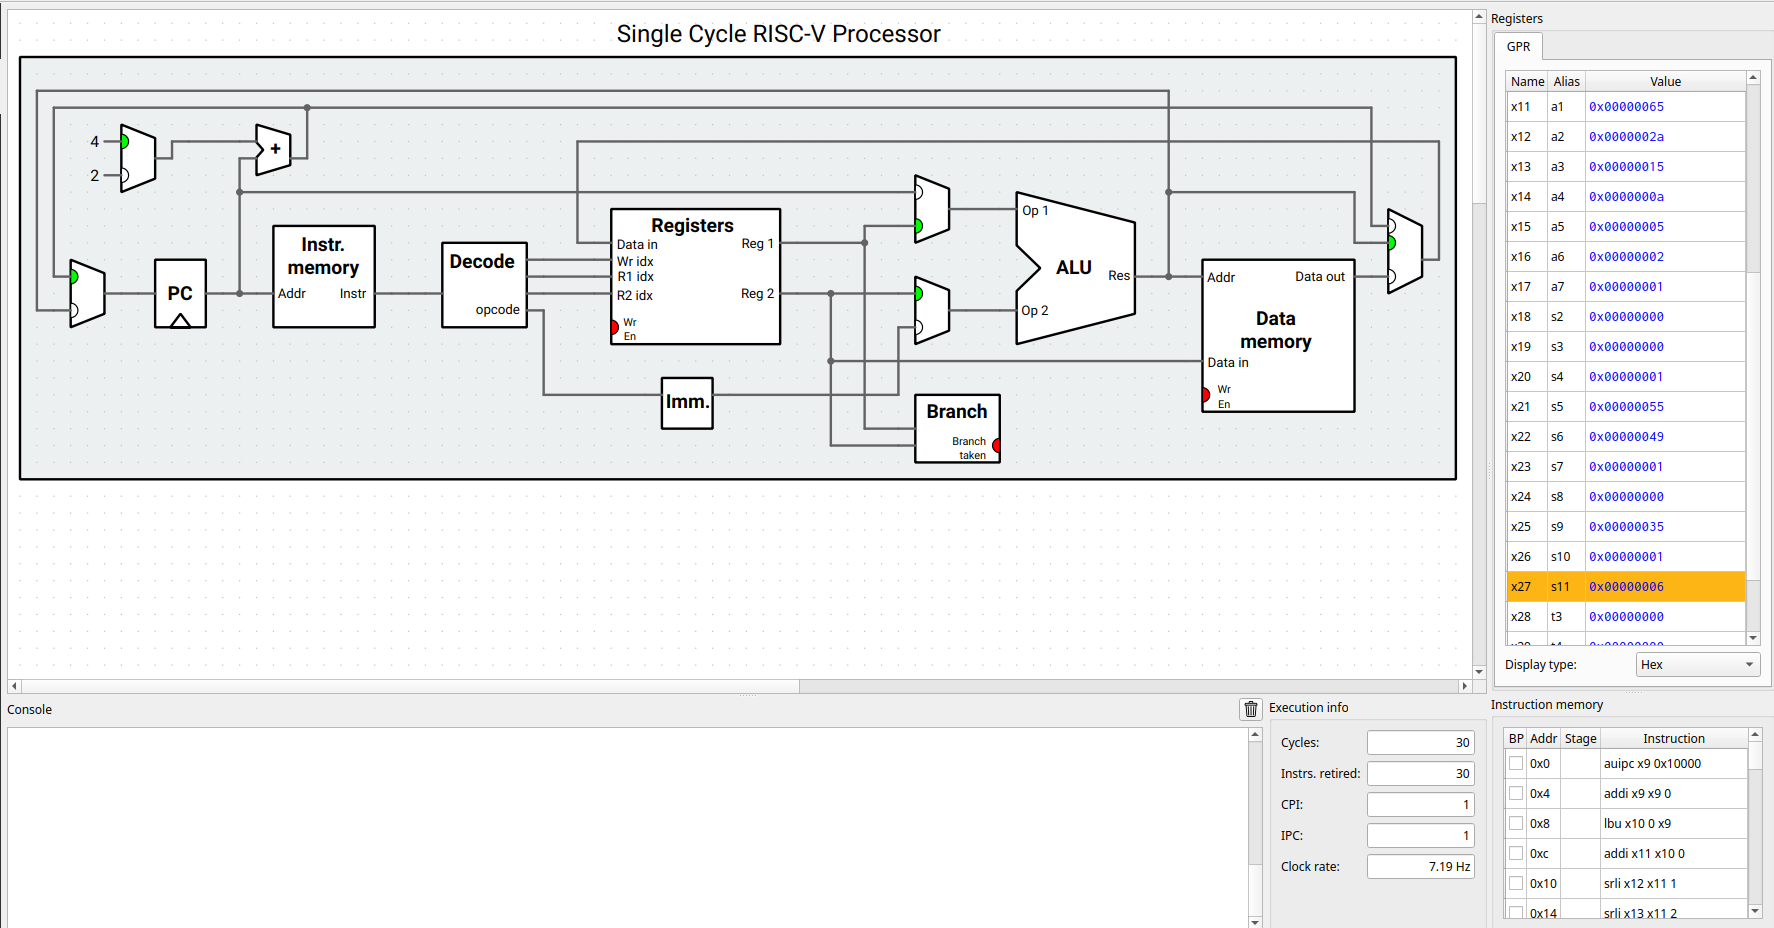 Single Cycle RISC-V Processor
4
2
+
PC
Instr.
memory
Addr
Instr
Decode
opcode
Registers
Data in
Wr idx
R1 idx
R2 idx
Reg 1
Reg 2
Wr
En
Imm.
Op 1
Op 2
ALU
Res
Branch
Branch
taken
Addr
Data out
Data
memory
Data in
Wr
En
Registers
GPR
Name Alias Value
x11 a1 0x00000065
x12 a2 0x0000002a
x13 a3 0x00000015
x14 a4 0x0000000a
x15 a5 0x00000005
x16 a6 0x00000002
x17 a7 0x00000001
x18 s2 0x00000000
x19 s3 0x00000000
x20 s4 0x00000001
x21 s5 0x00000055
x22 s6 0x00000049
x23 s7 0x00000001
x24 s8 0x00000000
x25 s9 0x00000035
x26 s10 0x00000001
x27 s11 0x00000006
x28 t3 0x00000000
Display type: Hex
Console
Execution info
Cycles: 30
Instrs. retired: 30
CPI: 1
IPC: 1
Clock rate: 7.19 Hz
Instruction memory
BP Addr Stage Instruction
0x0 auipc x9 0x10000
0x4 addi x9 x9 0
0x8 lbu x10 0 x9
0xc addi x11 x10 0
0x10 srli x12 x11 1
0x14 srli x13 x11 2